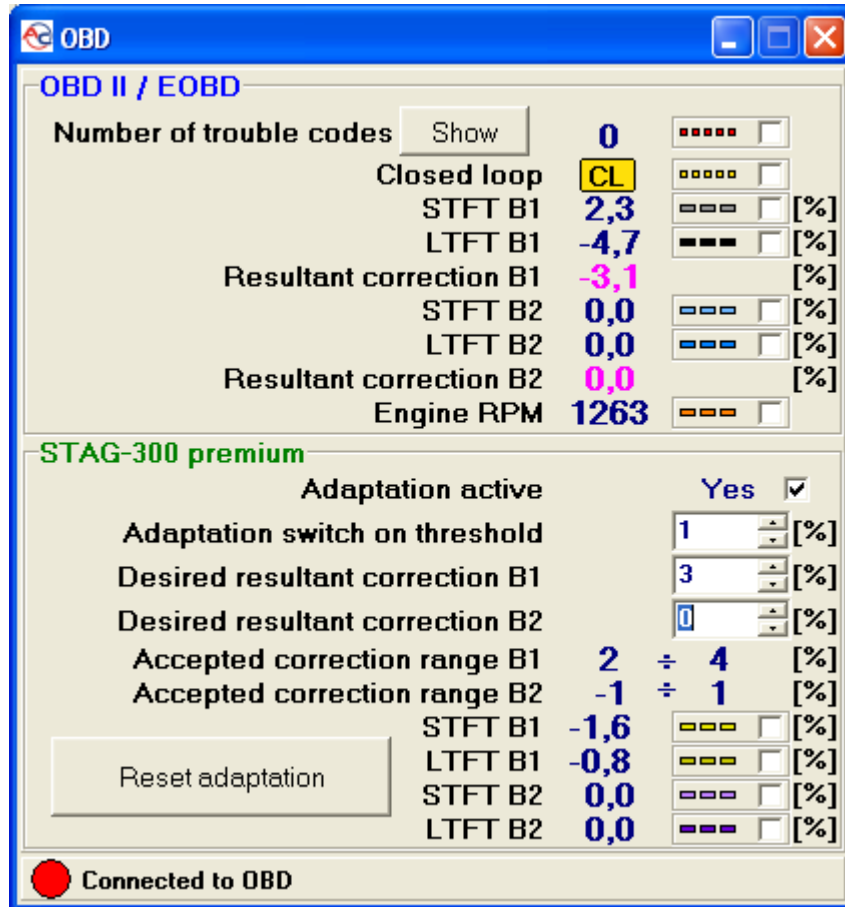 AC OBD
OBD II / EOBD
Number of trouble codes Show 0
Closed loop CL
STFT B1 2,3 [%]
LTFT B1 -4,7 [%]
Resultant correction B1 -3,1 [%]
STFT B2 0,0 [%]
LTFT B2 0,0 [%]
Resultant correction B2 0,0 [%]
Engine RPM 1263
STAG-300 premium
Adaptation active Yes
Adaptation switch on threshold 1 [%]
Desired resultant correction B1 3 [%]
Desired resultant correction B2 0 [%]
Accepted correction range B1 2 ÷ 4 [%]
Accepted correction range B2 -1 ÷ 1 [%]
STFT B1 -1,6 [%]
LTFT B1 -0,8 [%]
Reset adaptation
STFT B2 0,0 [%]
LTFT B2 0,0 [%]
Connected to OBD